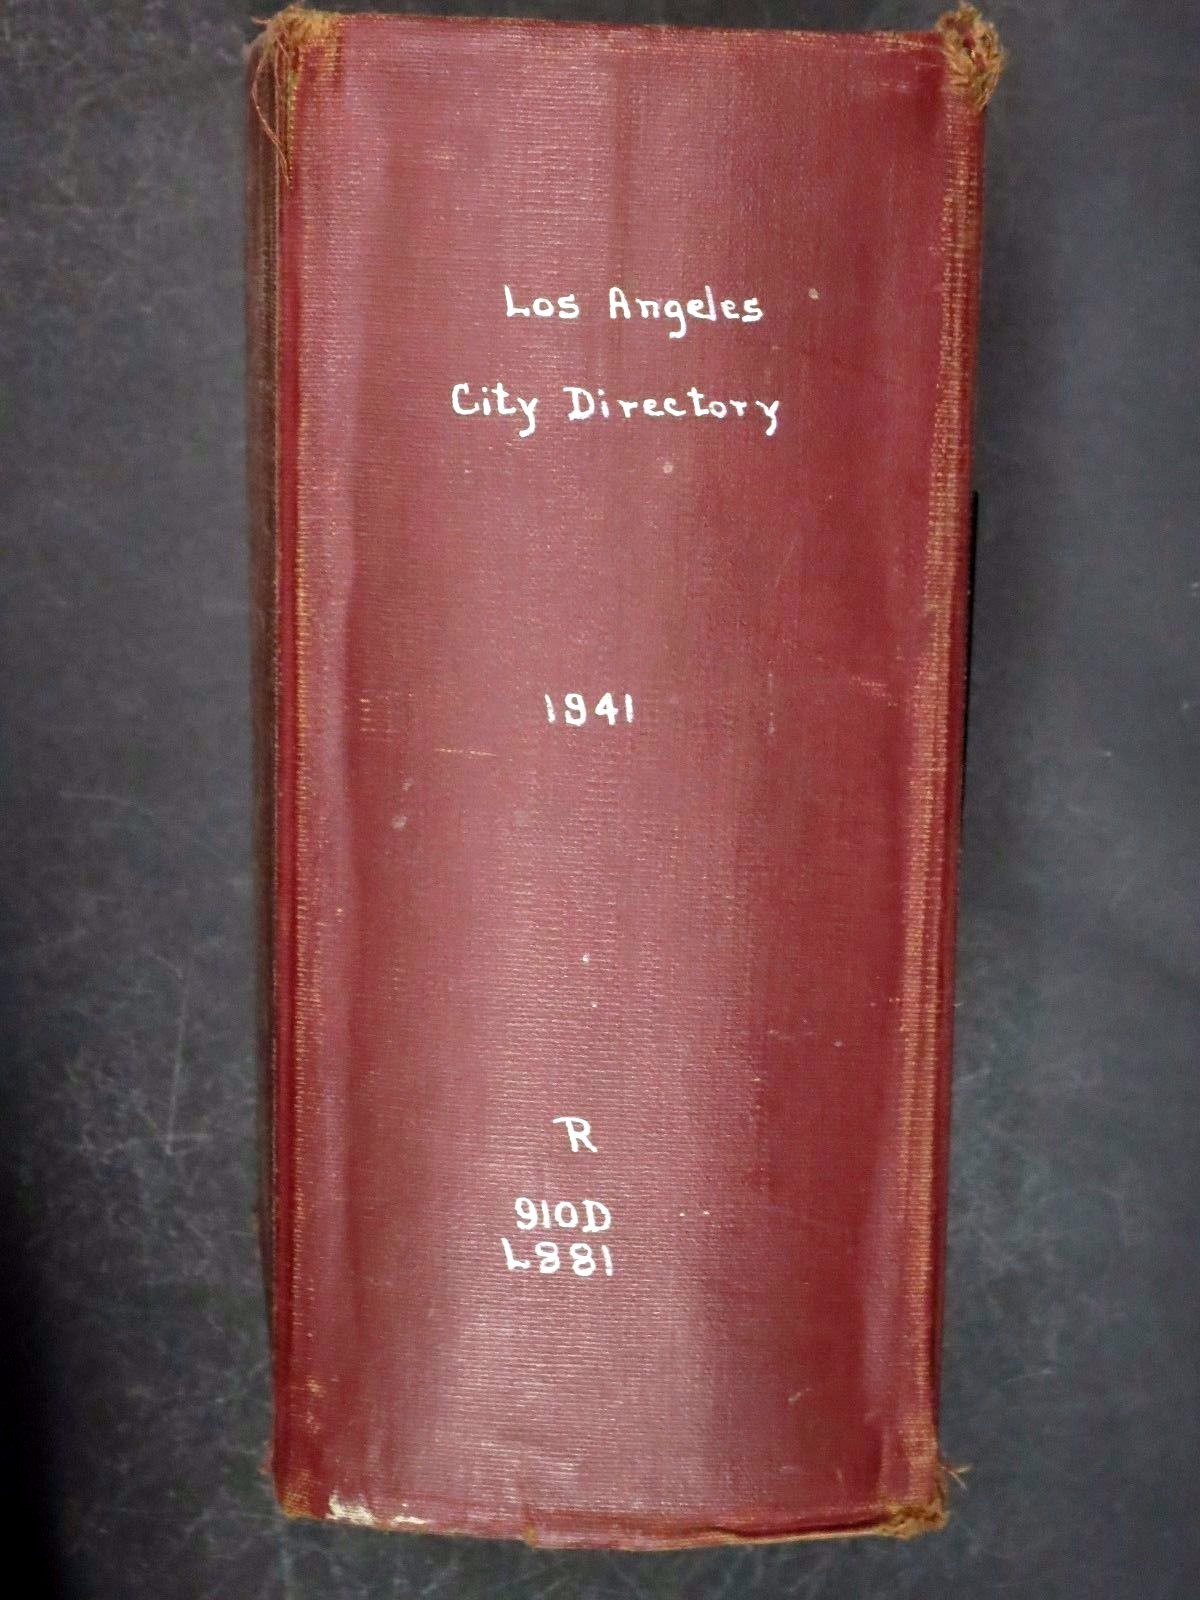 Los Angeles
City Directory
1941
R
910D
L881